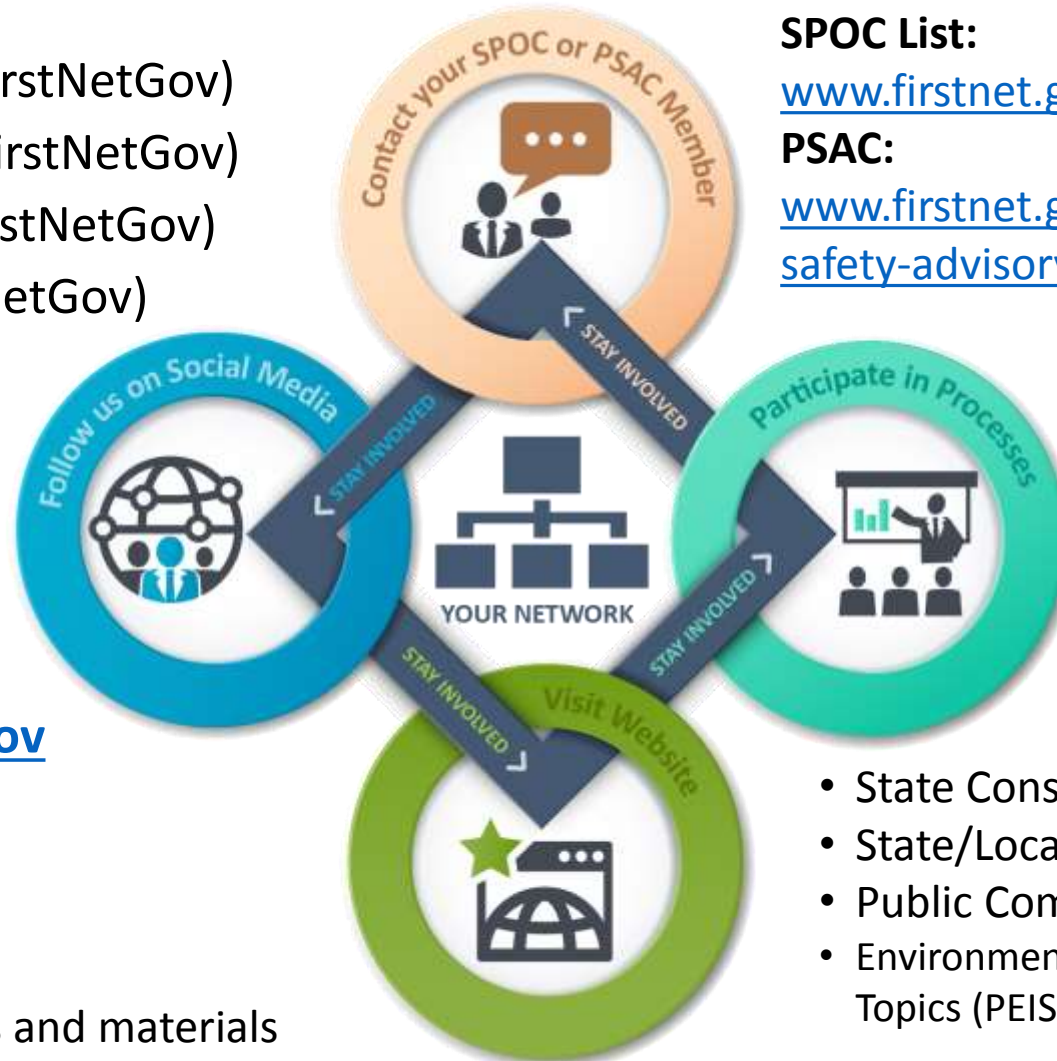 rstNetGov)
irstNetGov)
stNetGov)
etGov)
Contact your SPOC or PSAC Member
SPOC List:
www.firstnet.g
PSAC:
www.firstnet.g
safety-advisory
Follow us on Social Media
STAY INVOLVED
STAY INVOLVED
Participate in Processes
YOUR NETWORK
STAY INVOLVED
STAY INVOLVED
Visit Website
ov
• State Cons
• State/Loca
• Public Com
• Environmen
Topics (PEIS
s and materials